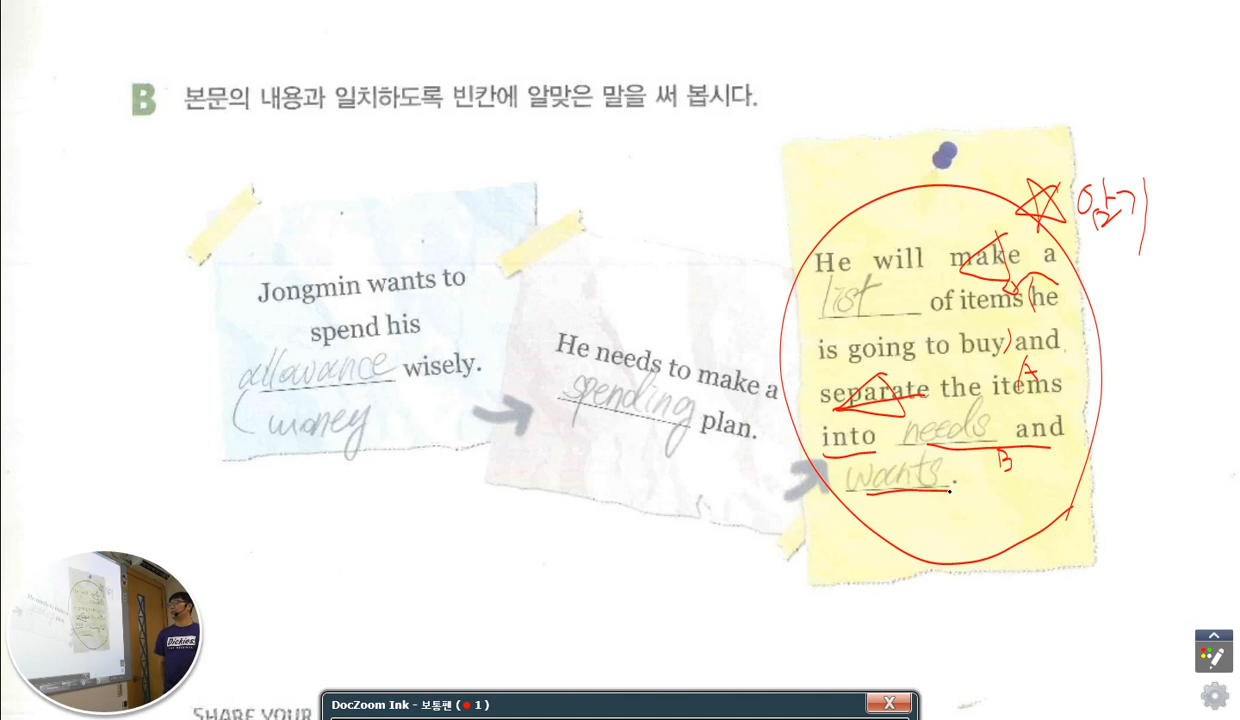 B 본문의 내용과 일치하도록 빈칸에 알맞은 말을 써 봅시다.
Jongmin wants to
spend his
allowance wisely.
(money
He needs to make a
spending plan.
암기
He will make a
list of items (he
is going to buy) and
A
separate the items
into needs and
B
wants.
Dickies
SHARE YOUR
DocZoom Ink - 보통펜 ( 1 )
X